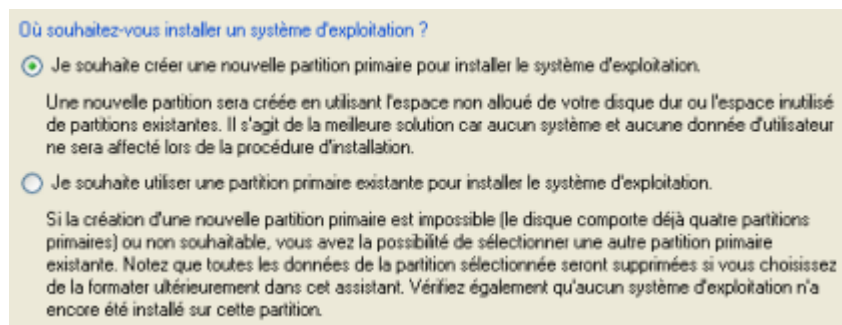 Où souhaitez-vous installer un système d'exploitation ?
Je souhaite créer une nouvelle partition primaire pour installer le système d'exploitation.
Une nouvelle partition sera créée en utilisant l'espace non alloué de votre disque dur ou l'espace inutilisé
de partitions existantes. Il s'agit de la meilleure solution car aucun système et aucune donnée d'utilisateur
ne sera affecté lors de la procédure d'installation.
Je souhaite utiliser une partition primaire existante pour installer le système d'exploitation.
Si la création d'une nouvelle partition primaire est impossible (le disque comporte déjà quatre partitions
primaires) ou non souhaitable, vous avez la possibilité de sélectionner une autre partition primaire
existante. Notez que toutes les données de la partition sélectionnée seront supprimées si vous choisissez
de la formater ultérieurement dans cet assistant. Vérifiez également qu'aucun système d'exploitation n'a
encore été installé sur cette partition.